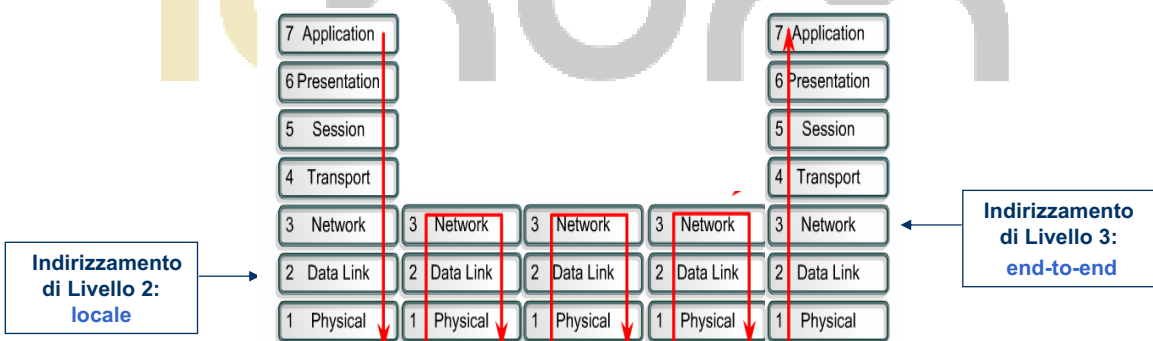 7 Application
7 Application
6 Presentation
6 Presentation
5 Session
5 Session
4 Transport
4 Transport
3 Network
3 Network
3 Network
3 Network
3 Network
Indirizzamento
di Livello 3:
end-to-end
Indirizzamento
di Livello 2:
locale
2 Data Link
2 Data Link
2 Data Link
2 Data Link
2 Data Link
1 Physical
1 Physical
1 Physical
1 Physical
1 Physical